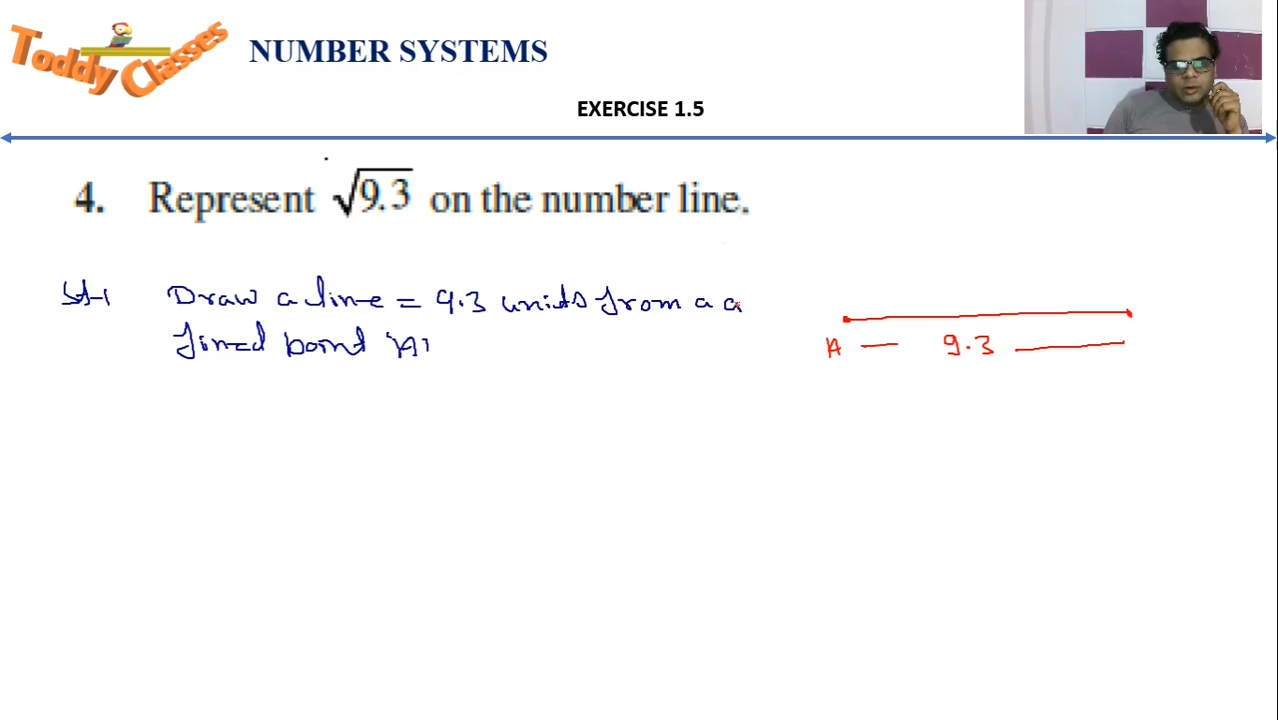 Toddy Classes
NUMBER SYSTEMS
EXERCISE 1.5
4. Represent √9.3 on the number line.
Draw a line = 9.3 units from a a
fixed point 'A'
A — 9.3 —